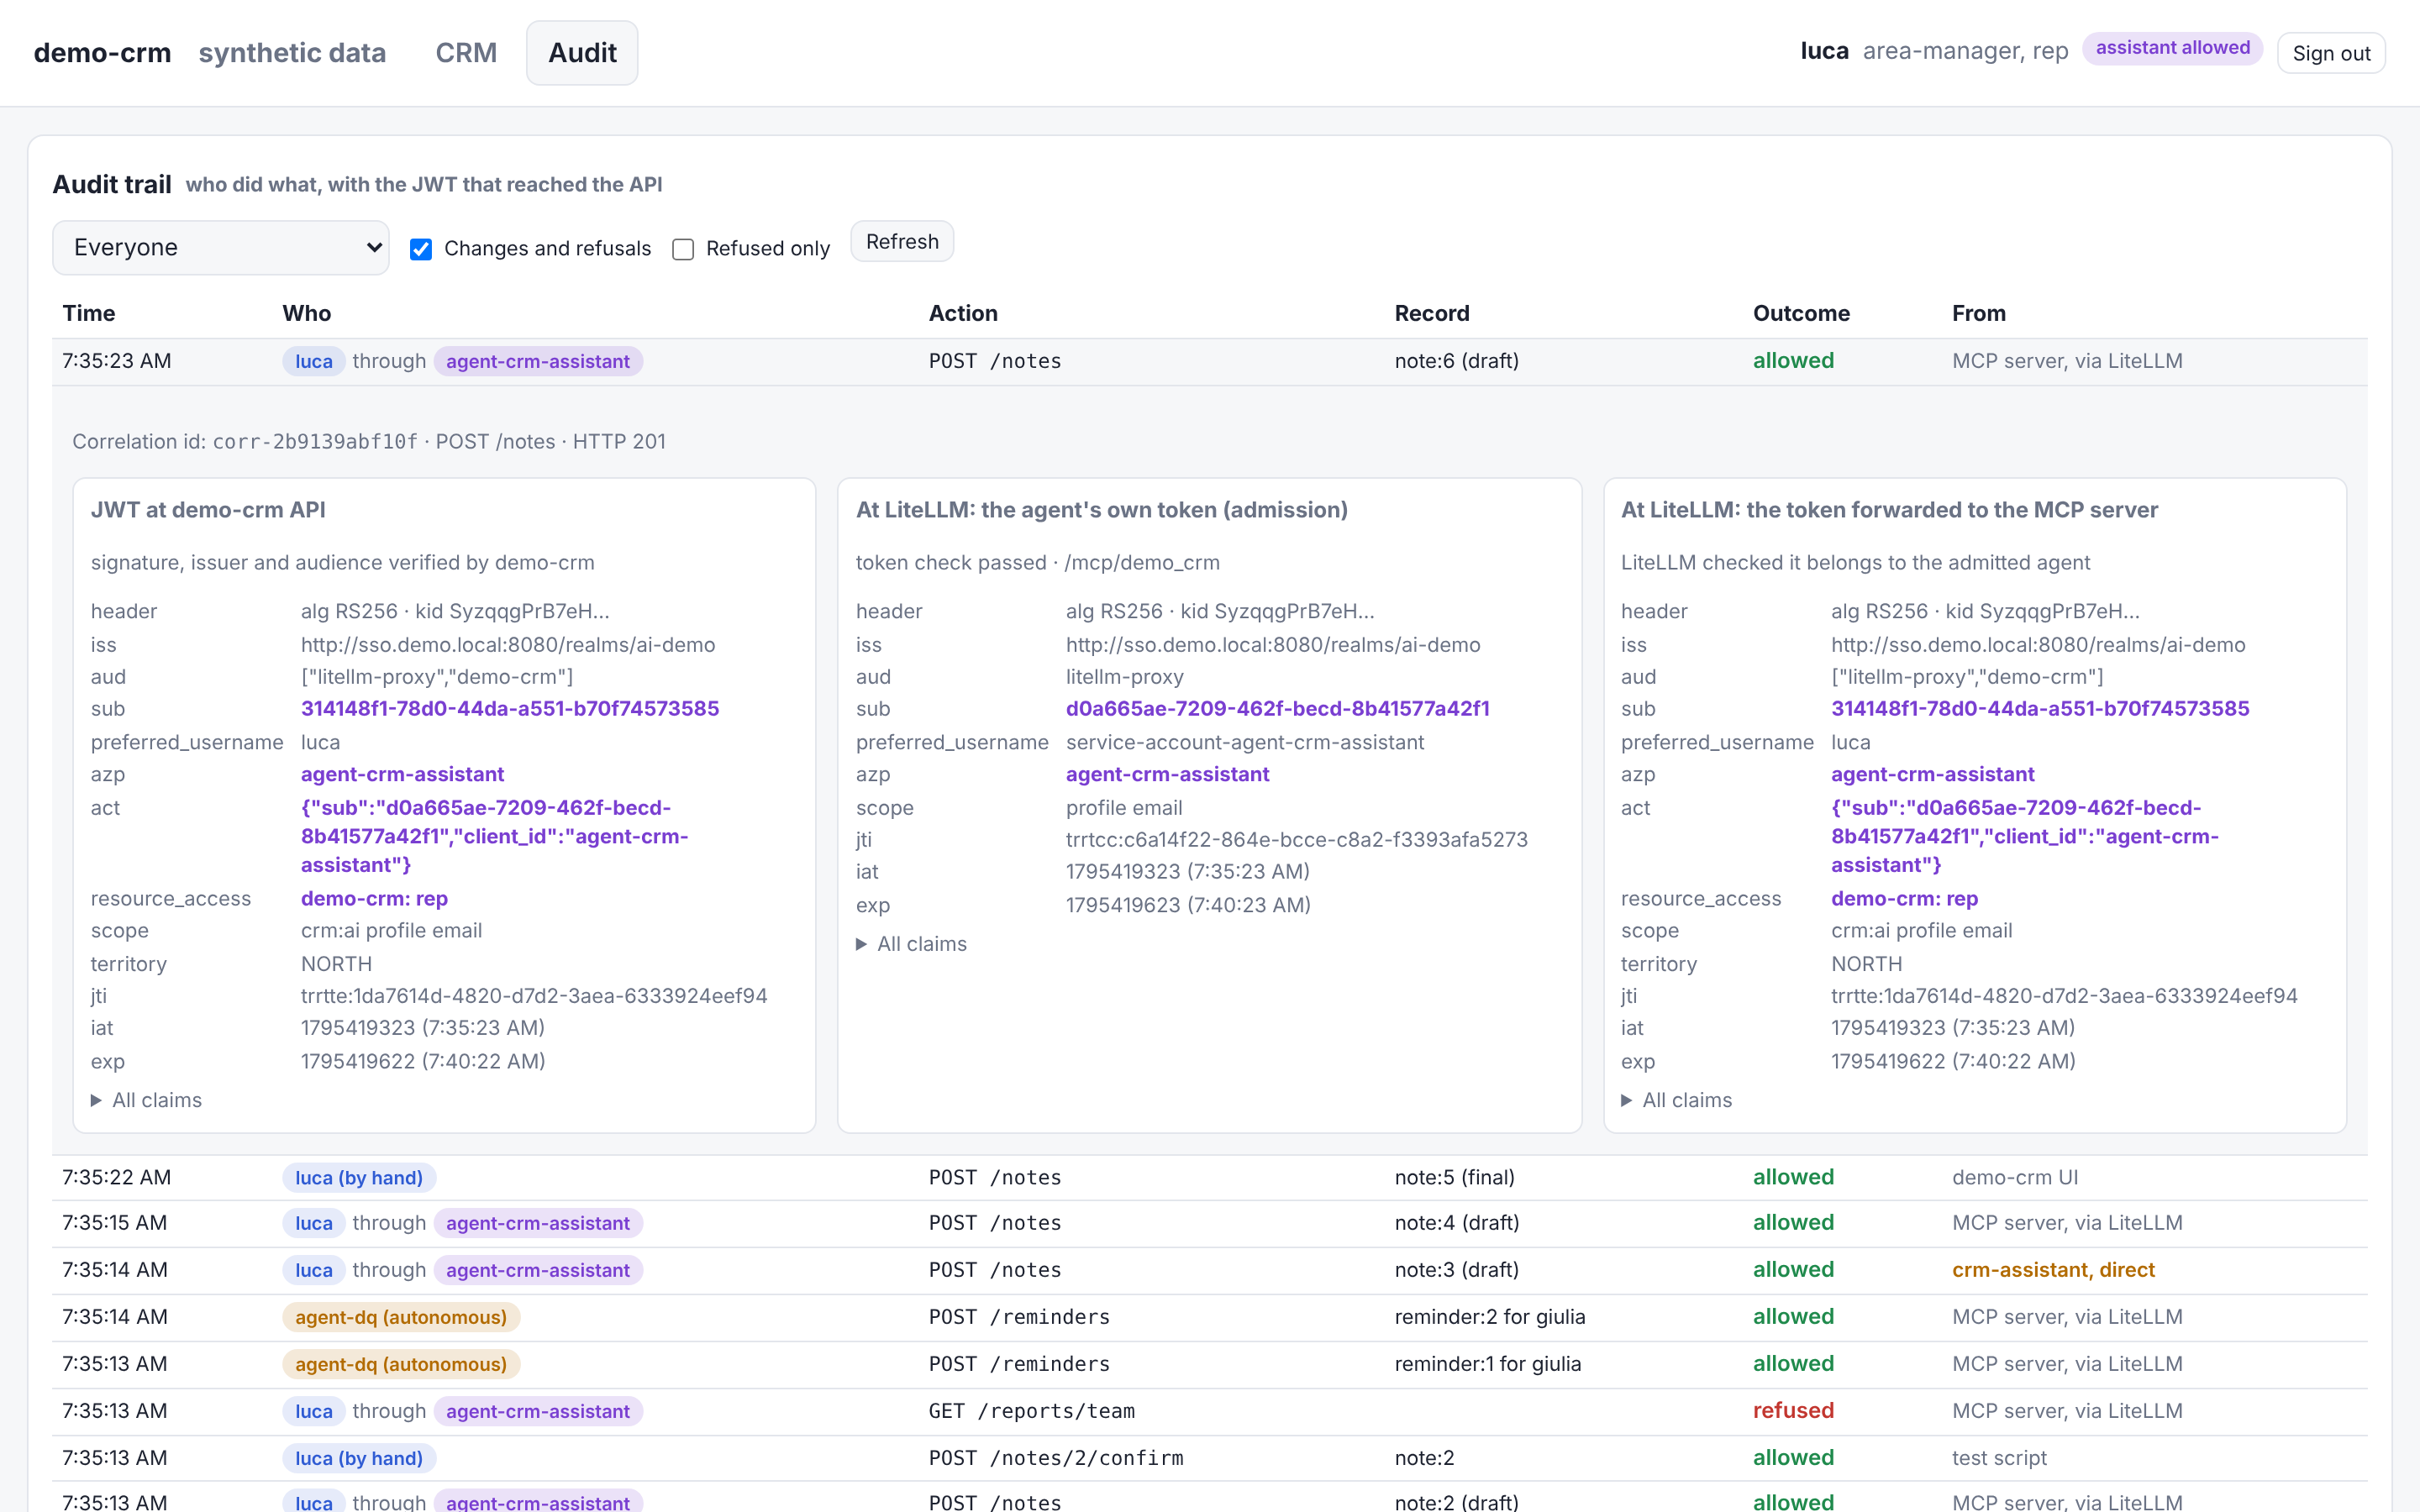 demo-crm synthetic data CRM Audit luca area-manager, rep assistant allowed Sign out
Audit trail who did what, with the JWT that reached the API
Everyone Changes and refusals Refused only Refresh
Time Who Action Record Outcome From
7:35:23 AM luca through agent-crm-assistant POST /notes note:6 (draft) allowed MCP server, via LiteLLM
Correlation id: corr-2b9139abf10f · POST /notes · HTTP 201
JWT at demo-crm API
signature, issuer and audience verified by demo-crm
header alg RS256 · kid SyzqqgPrB7eH...
iss http://sso.demo.local:8080/realms/ai-demo
aud ["litellm-proxy","demo-crm"]
sub 314148f1-78d0-44da-a551-b70f74573585
preferred_username luca
azp agent-crm-assistant
act {"sub":"d0a665ae-7209-462f-becd-
8b41577a42f1","client_id":"agent-crm-
assistant"}
resource_access demo-crm: rep
scope crm:ai profile email
territory NORTH
jti trrtte:1da7614d-4820-d7d2-3aea-6333924eef94
iat 1795419323 (7:35:23 AM)
exp 1795419622 (7:40:22 AM)
All claims
At LiteLLM: the agent's own token (admission)
token check passed · /mcp/demo_crm
header alg RS256 · kid SyzqqgPrB7eH...
iss http://sso.demo.local:8080/realms/ai-demo
aud litellm-proxy
sub d0a665ae-7209-462f-becd-8b41577a42f1
preferred_username service-account-agent-crm-assistant
azp agent-crm-assistant
scope profile email
jti trrtcc:c6a14f22-864e-bcce-c8a2-f3393afa5273
iat 1795419323 (7:35:23 AM)
exp 1795419623 (7:40:23 AM)
All claims
At LiteLLM: the token forwarded to the MCP server
LiteLLM checked it belongs to the admitted agent
header alg RS256 · kid SyzqqgPrB7eH...
iss http://sso.demo.local:8080/realms/ai-demo
aud ["litellm-proxy","demo-crm"]
sub 314148f1-78d0-44da-a551-b70f74573585
preferred_username luca
azp agent-crm-assistant
act {"sub":"d0a665ae-7209-462f-becd-
8b41577a42f1","client_id":"agent-crm-
assistant"}
resource_access demo-crm: rep
scope crm:ai profile email
territory NORTH
jti trrtte:1da7614d-4820-d7d2-3aea-6333924eef94
iat 1795419323 (7:35:23 AM)
exp 1795419622 (7:40:22 AM)
All claims
7:35:22 AM luca (by hand) POST /notes note:5 (final) allowed demo-crm UI
7:35:15 AM luca through agent-crm-assistant POST /notes note:4 (draft) allowed MCP server, via LiteLLM
7:35:14 AM luca through agent-crm-assistant POST /notes note:3 (draft) allowed crm-assistant, direct
7:35:14 AM agent-dq (autonomous) POST /reminders reminder:2 for giulia allowed MCP server, via LiteLLM
7:35:13 AM agent-dq (autonomous) POST /reminders reminder:1 for giulia allowed MCP server, via LiteLLM
7:35:13 AM luca through agent-crm-assistant GET /reports/team refused MCP server, via LiteLLM
7:35:13 AM luca (by hand) POST /notes/2/confirm note:2 allowed test script
7:35:13 AM luca through agent-crm-assistant POST /notes note:2 (draft) allowed MCP server, via LiteLLM